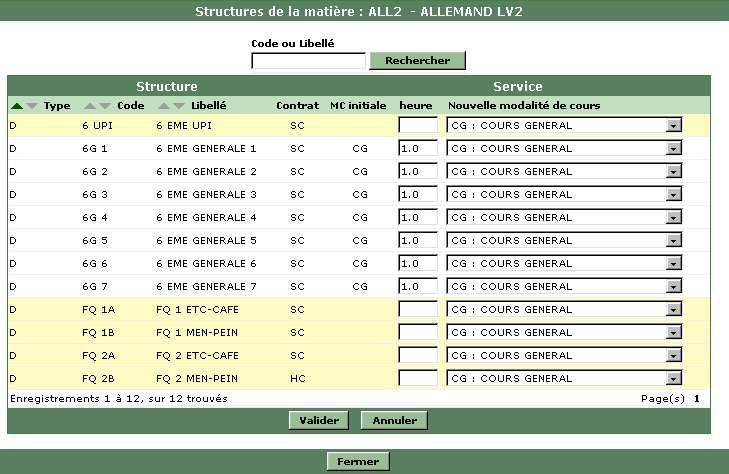 Structures de la matière : ALL2 - ALLEMAND LV2
Code ou Libellé
Rechercher
Structure Service
Type Code Libellé Contrat MC initiale heure Nouvelle modalité de cours
D 6 UPI 6 EME UPI SC CG : COURS GENERAL
D 6G 1 6 EME GENERALE 1 SC CG 1.0 CG : COURS GENERAL
D 6G 2 6 EME GENERALE 2 SC CG 1.0 CG : COURS GENERAL
D 6G 3 6 EME GENERALE 3 SC CG 1.0 CG : COURS GENERAL
D 6G 4 6 EME GENERALE 4 SC CG 1.0 CG : COURS GENERAL
D 6G 5 6 EME GENERALE 5 SC CG 1.0 CG : COURS GENERAL
D 6G 6 6 EME GENERALE 6 SC CG 1.0 CG : COURS GENERAL
D 6G 7 6 EME GENERALE 7 SC CG 1.0 CG : COURS GENERAL
D FQ 1A FQ 1 ETC-CAFE SC CG : COURS GENERAL
D FQ 1B FQ 1 MEN-PEIN SC CG : COURS GENERAL
D FQ 2A FQ 2 ETC-CAFE SC CG : COURS GENERAL
D FQ 2B FQ 2 MEN-PEIN HC CG : COURS GENERAL
Enregistrements 1 à 12, sur 12 trouvés Page(s) 1
Valider Annuler
Fermer